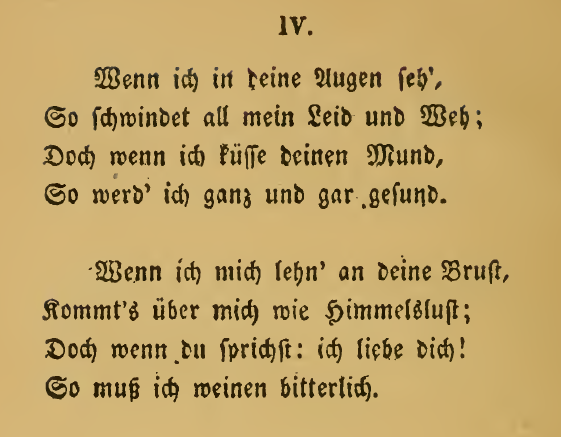 IV.
Wenn ich in deine Augen seh',
So schwindet all mein Leid und Weh;
Doch wenn ich küsse deinen Mund,
So werd' ich ganz und gar gesund.
Wenn ich mich lehn' an deine Brust,
Kommt's über mich wie Himmelslust;
Doch wenn du sprichst: ich liebe dich!
So muß ich weinen bitterlich.